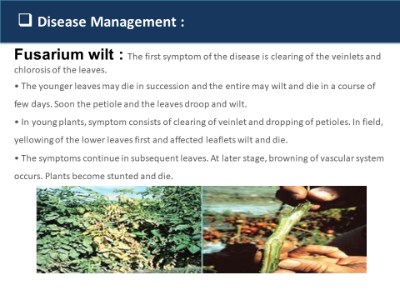 ❑ Disease Management :
Fusarium wilt : The first symptom of the disease is clearing of the veinlets and
chlorosis of the leaves.
• The younger leaves may die in succession and the entire may wilt and die in a course of
few days. Soon the petiole and the leaves droop and wilt.
• In young plants, symptom consists of clearing of veinlet and dropping of petioles. In field,
yellowing of the lower leaves first and affected leaflets wilt and die.
• The symptoms continue in subsequent leaves. At later stage, browning of vascular system
occurs. Plants become stunted and die.